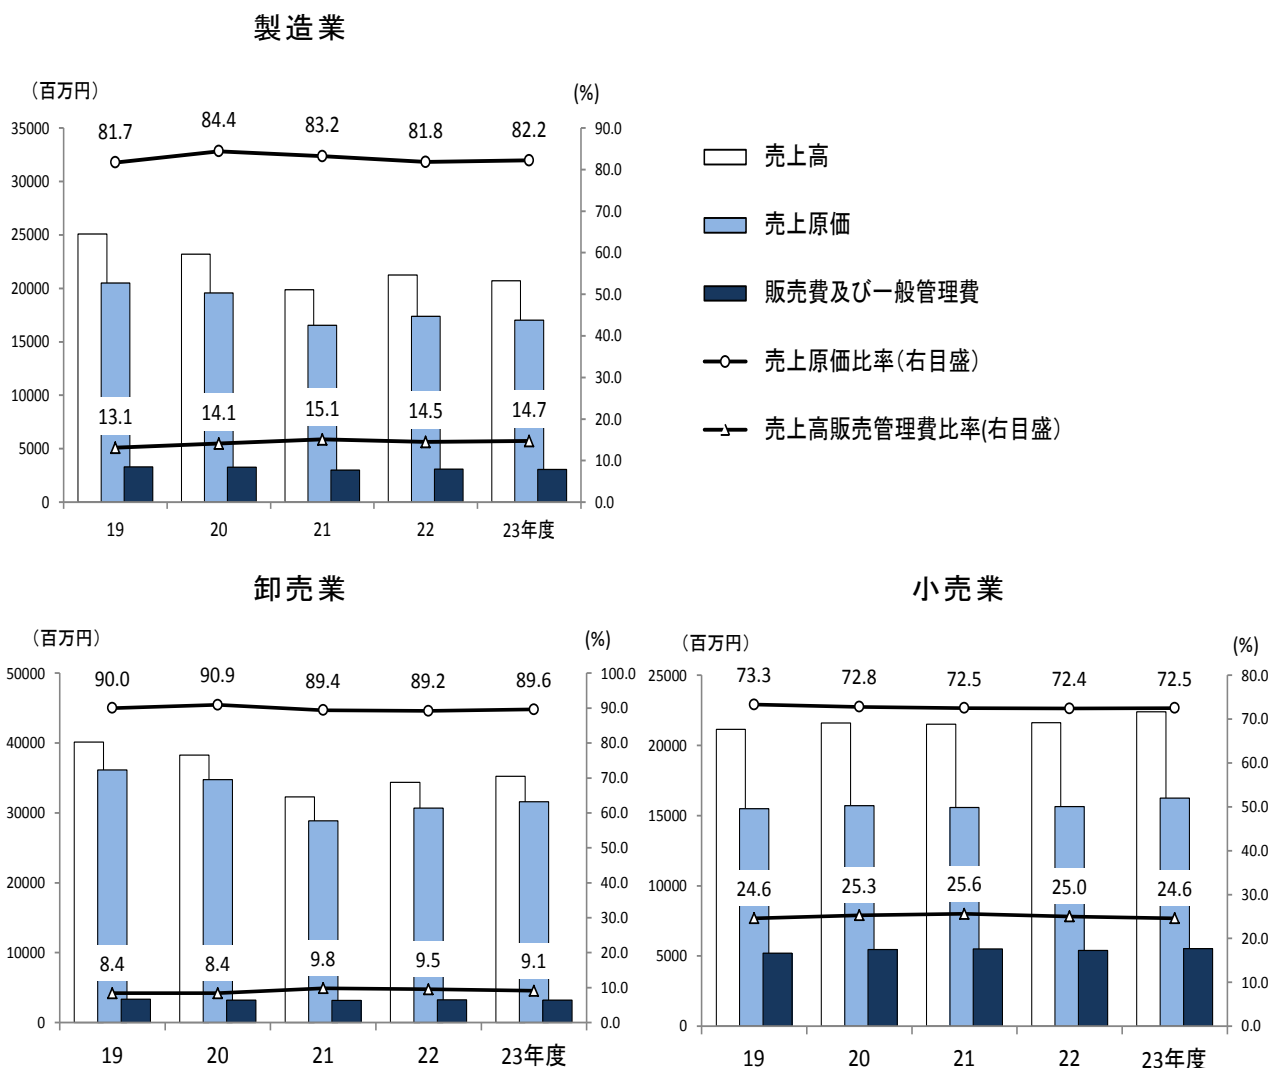 製造業
（百万円）
(%)
81.7 84.4 83.2 81.8 82.2
35000 90.0
80.0
30000
70.0
25000
60.0
20000
50.0
15000
40.0
30.0
10000
13.1 14.1 15.1 14.5 14.7
20.0
5000
10.0
0 0.0
19 20 21 22 23年度
売上高
売上原価
販売費及び一般管理費
売上原価比率（右目盛）
売上高販売管理費比率(右目盛）
卸売業
（百万円）
(%)
90.0 90.9 89.4 89.2 89.6
50000 100.0
90.0
40000 80.0
70.0
30000 60.0
50.0
20000 40.0
30.0
10000 20.0
8.4 8.4 9.8 9.5 9.1
10.0
0 0.0
19 20 21 22 23年度
小売業
（百万円）
(%)
73.3 72.8 72.5 72.4 72.5
25000 80.0
70.0
20000
60.0
15000
50.0
40.0
10000
24.6 25.3 25.6 25.0 24.6
30.0
5000
20.0
10.0
0 0.0
19 20 21 22 23年度